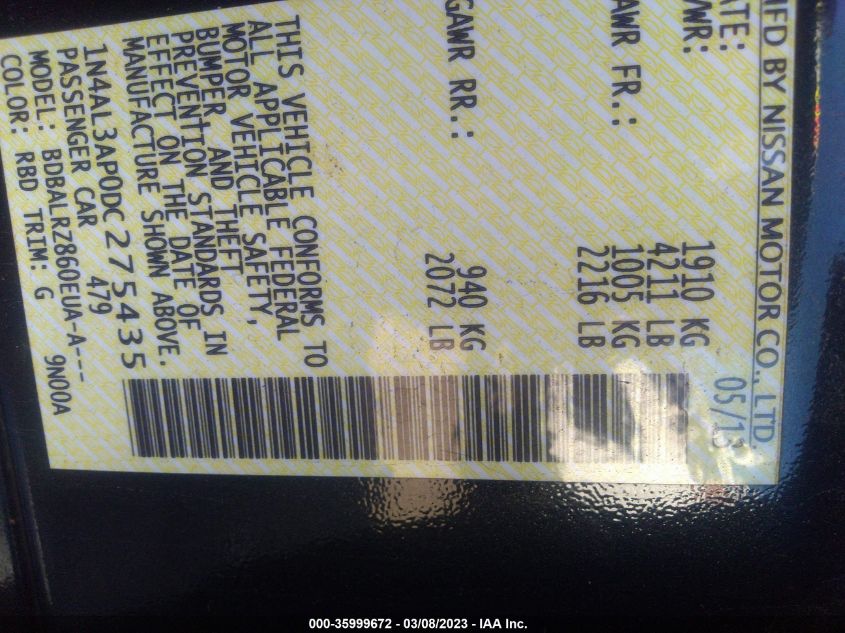 MFD BY NISSAN MOTOR CO., LTD
ATE: 05/13
VWR: 1910 KG
4211 LB
AWR FR.: 1005 KG
2216 LB
GAWR RR.: 940 KG
2072 LB
THIS VEHICLE CONFORMS TO
ALL APPLICABLE FEDERAL
MOTOR VEHICLE SAFETY,
BUMPER, AND THEFT
PREVENTION STANDARDS IN
EFFECT ON THE DATE OF
MANUFACTURE SHOWN ABOVE.
1N4AL3AP0DC275435
PASSENGER CAR 479
MODEL: BDBALRZ860EUA-A---
COLOR: RBD TRIM: G 9N00A
000-35999672 - 03/08/2023 - IAA Inc.